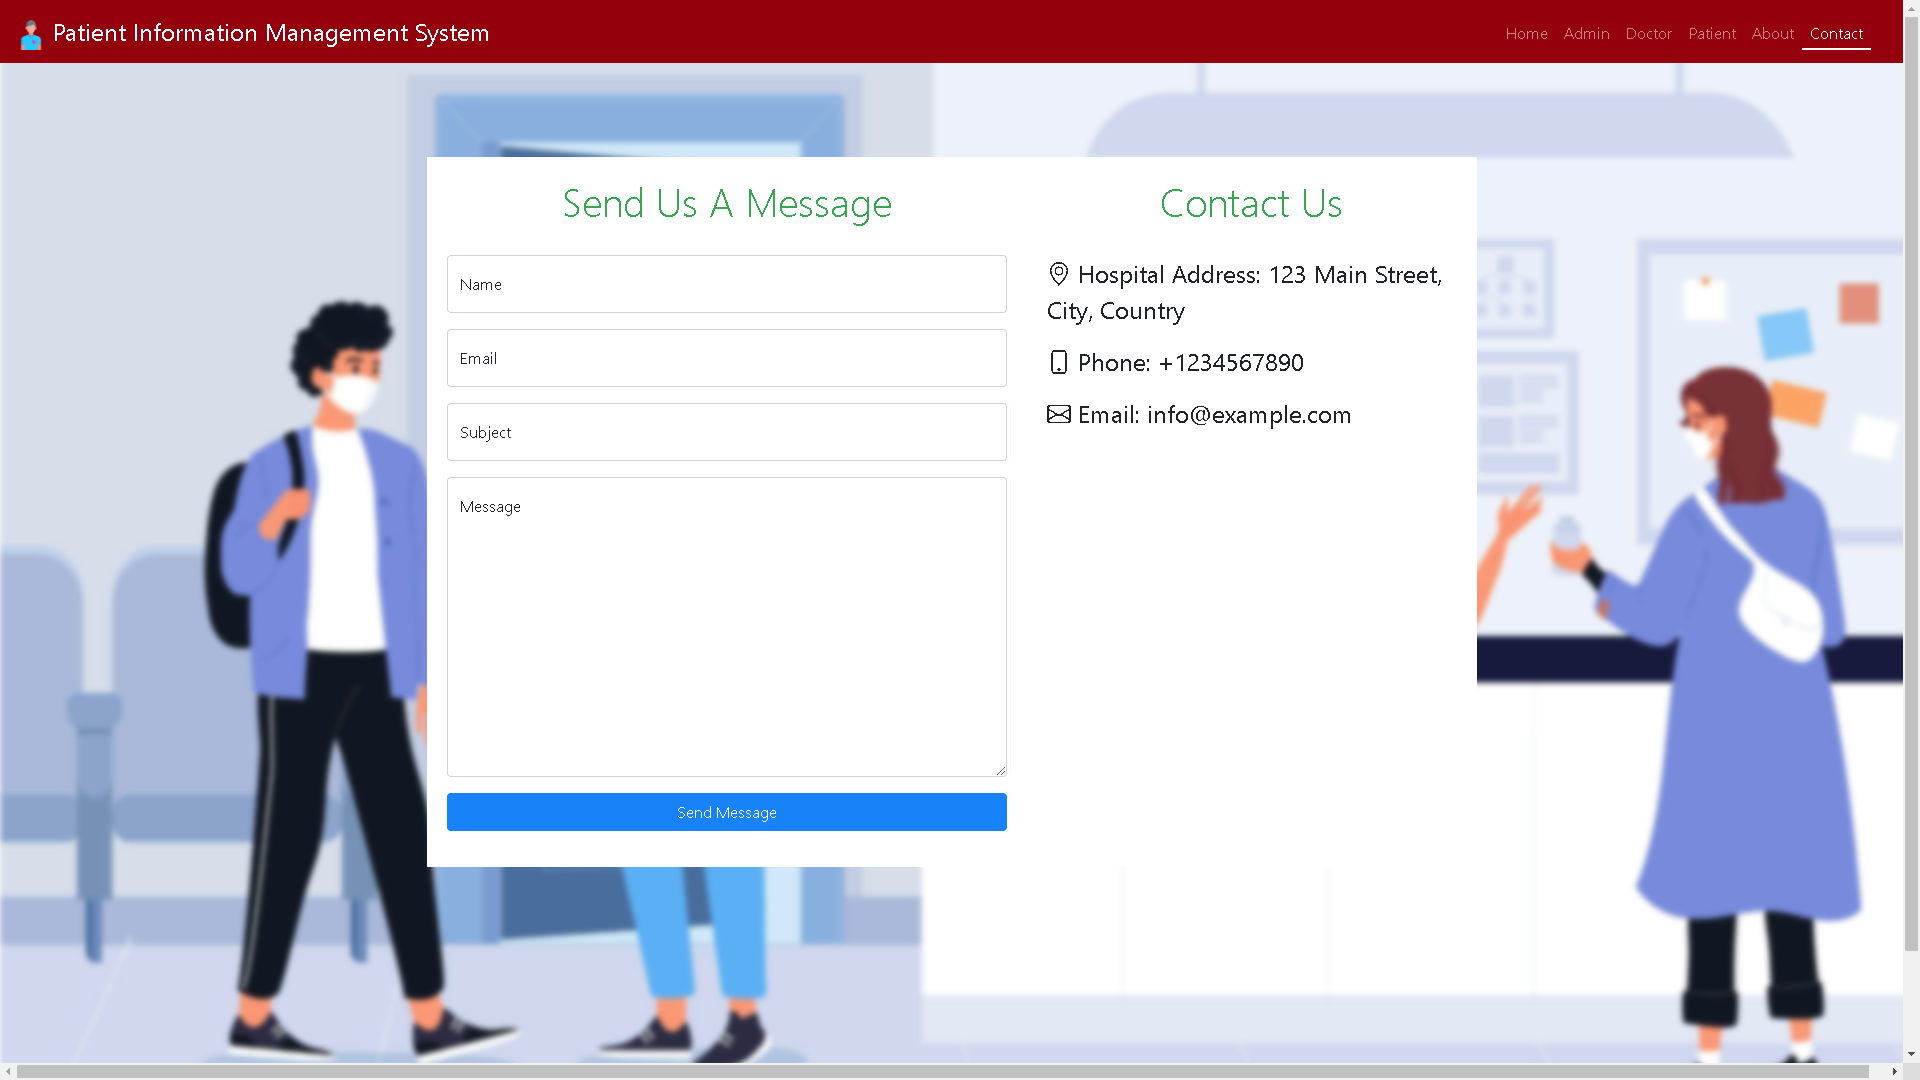 Patient Information Management System
Home Admin Doctor Patient About Contact
Send Us A Message
Name
Email
Subject
Message
Send Message
Contact Us
Hospital Address: 123 Main Street,
City, Country
Phone: +1234567890
Email: info@example.com